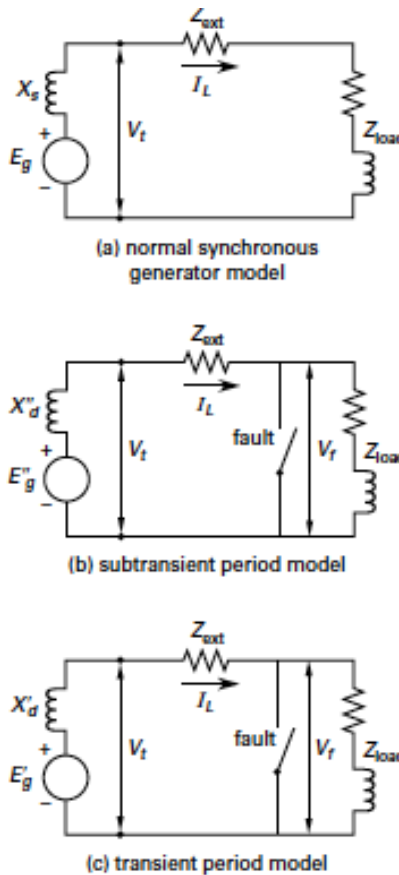 Z_ext
X_s
I_L
+
V_t
E_g
Z_load
−
(a) normal synchronous
generator model
Z_ext
X"_d
I_L
+
V_t
fault
V_f
E"_g
Z_load
−
(b) subtransient period model
Z_ext
X'_d
I_L
+
V_t
fault
V_f
E'_g
Z_load
−
(c) transient period model